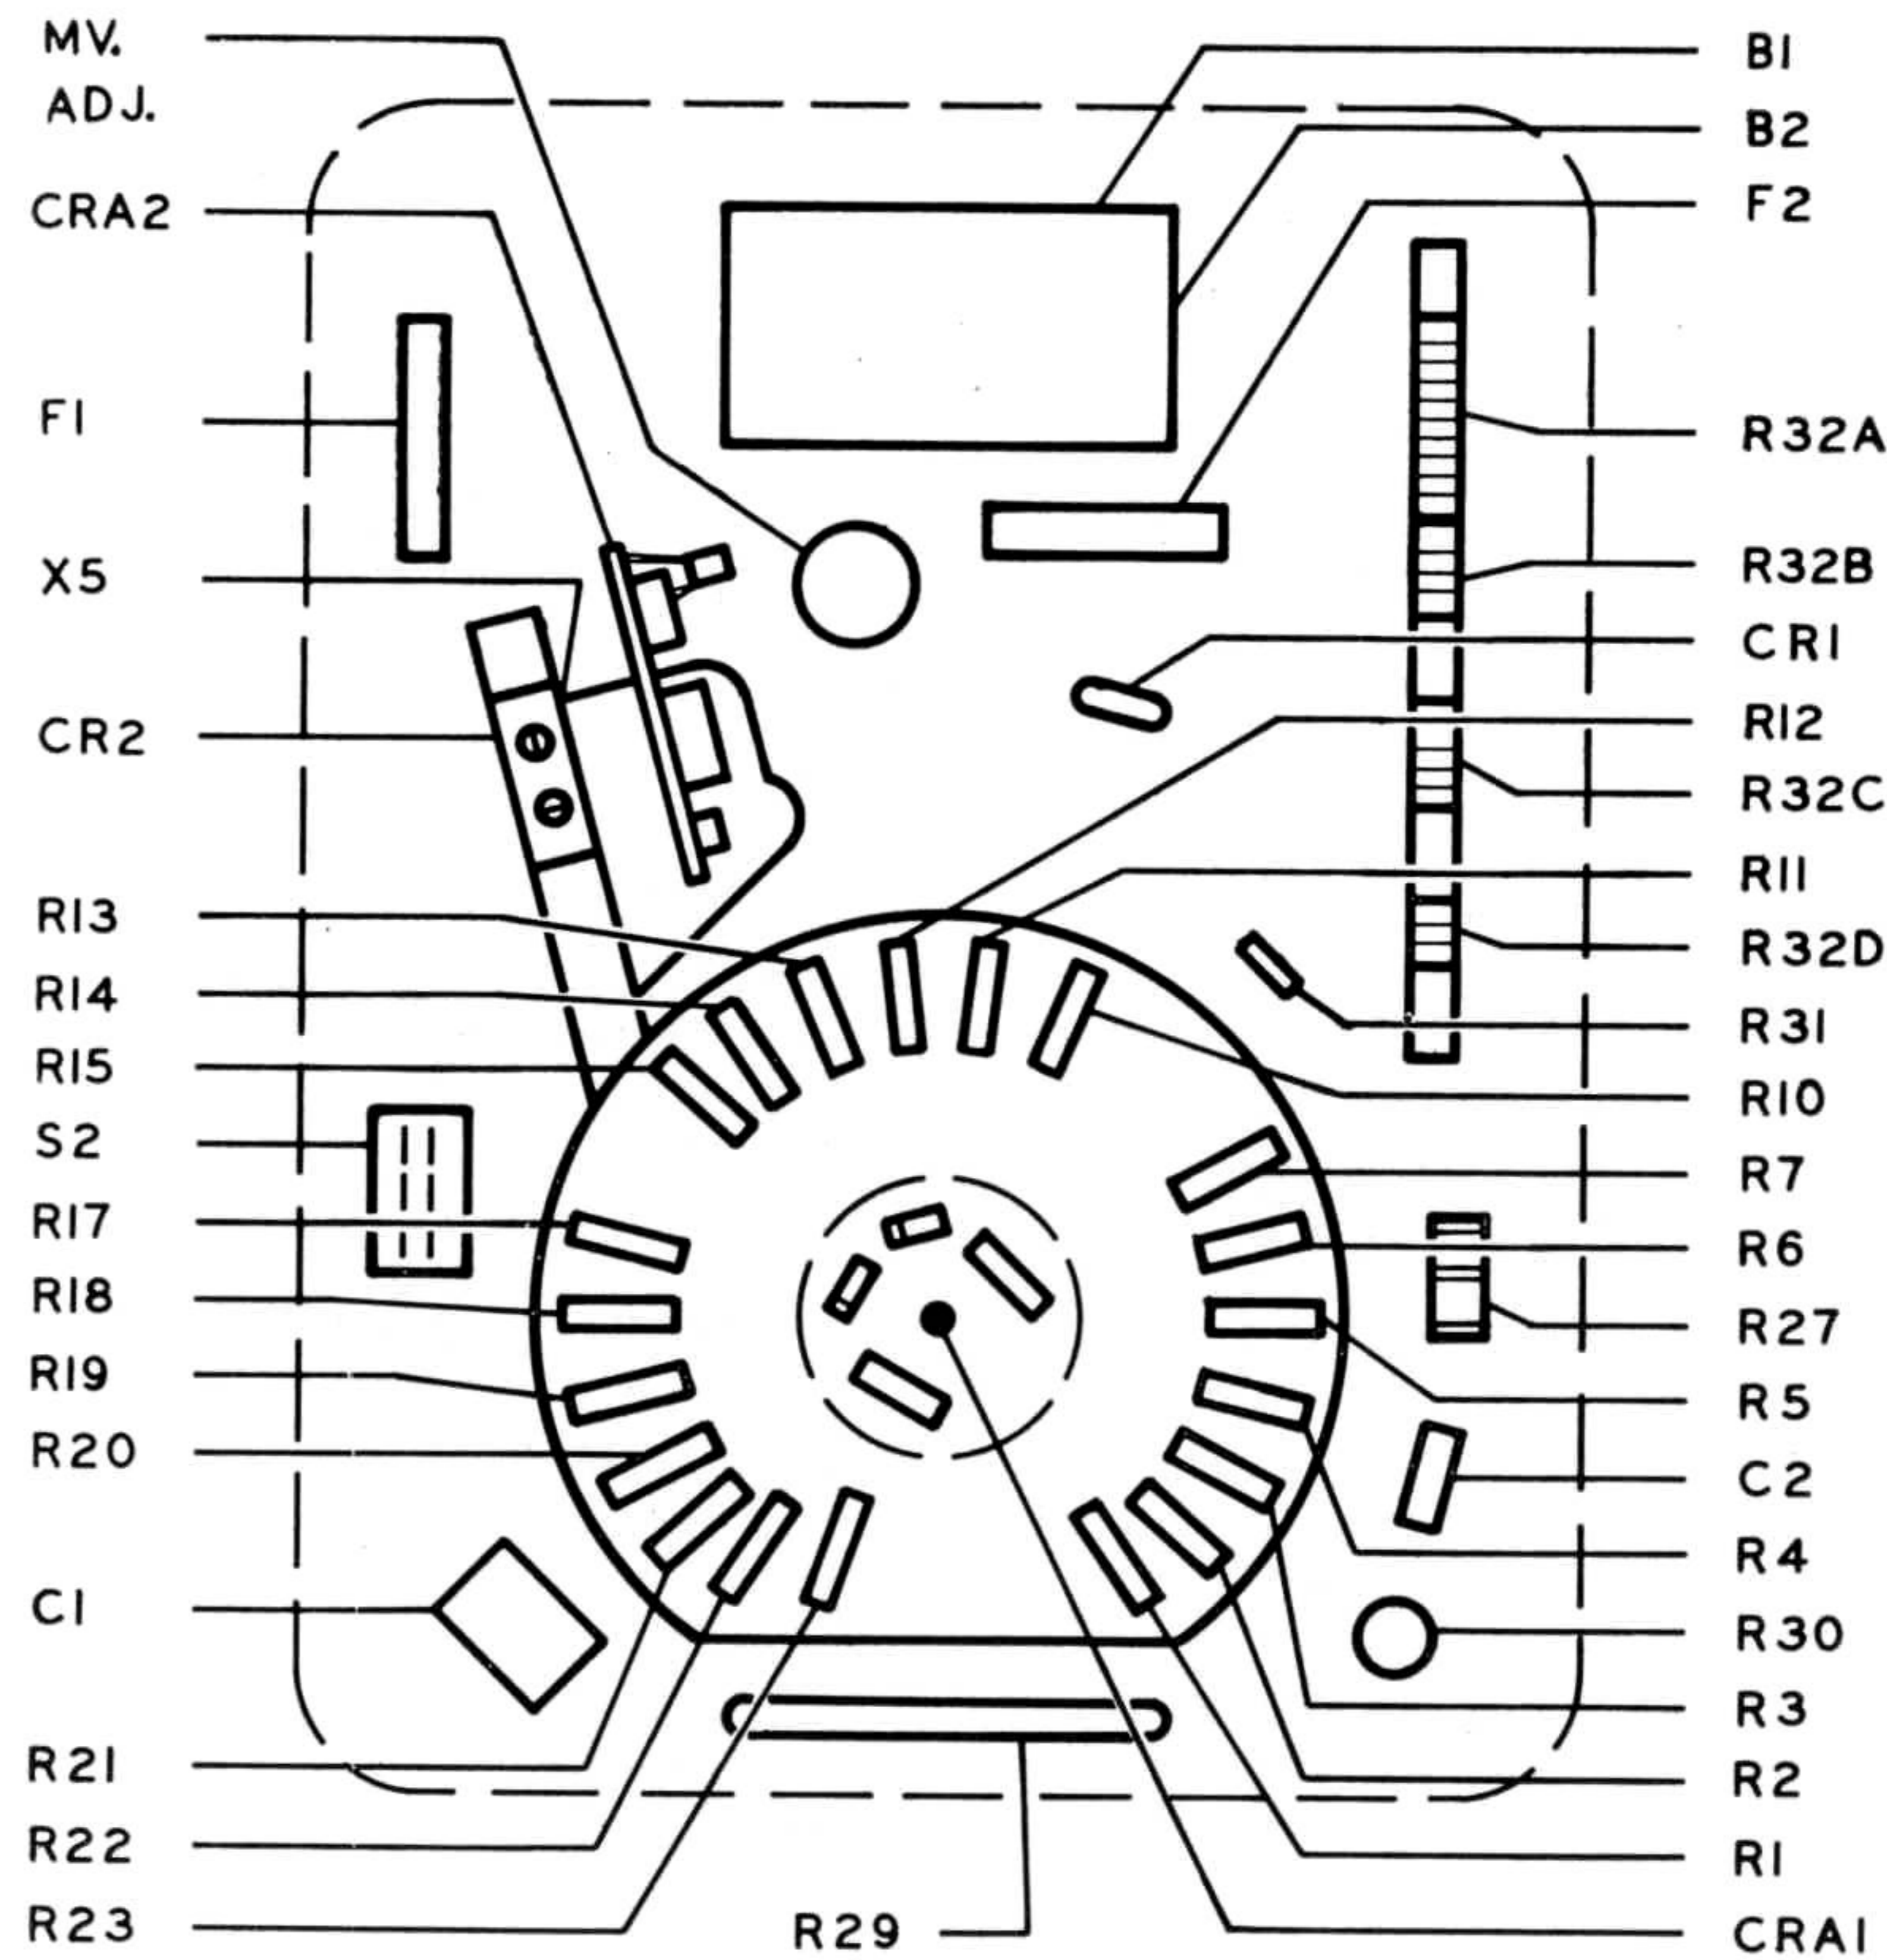 MV.
ADJ.
CRA2
F1
X5
CR2
R13
R14
R15
S2
R17
R18
R19
R20
C1
R21
R22
R23
R29
B1
B2
F2
R32A
R32B
CR1
R12
R32C
R11
R32D
R31
R10
R7
R6
R27
R5
C2
R4
R30
R3
R2
R1
CRA1